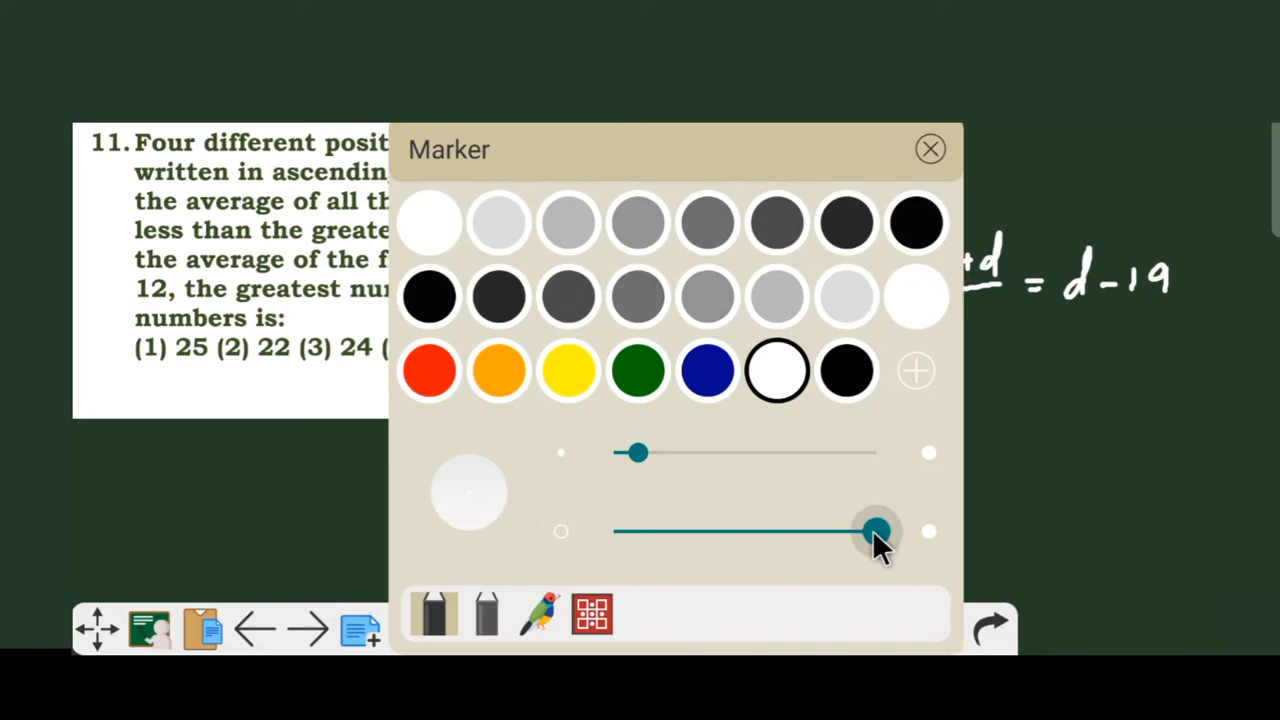 Marker
11. Four different posit
written in ascendin
the average of all th
less than the greate
the average of the f
12, the greatest nur
numbers is:
(1) 25 (2) 22 (3) 24 (
+d = d-19